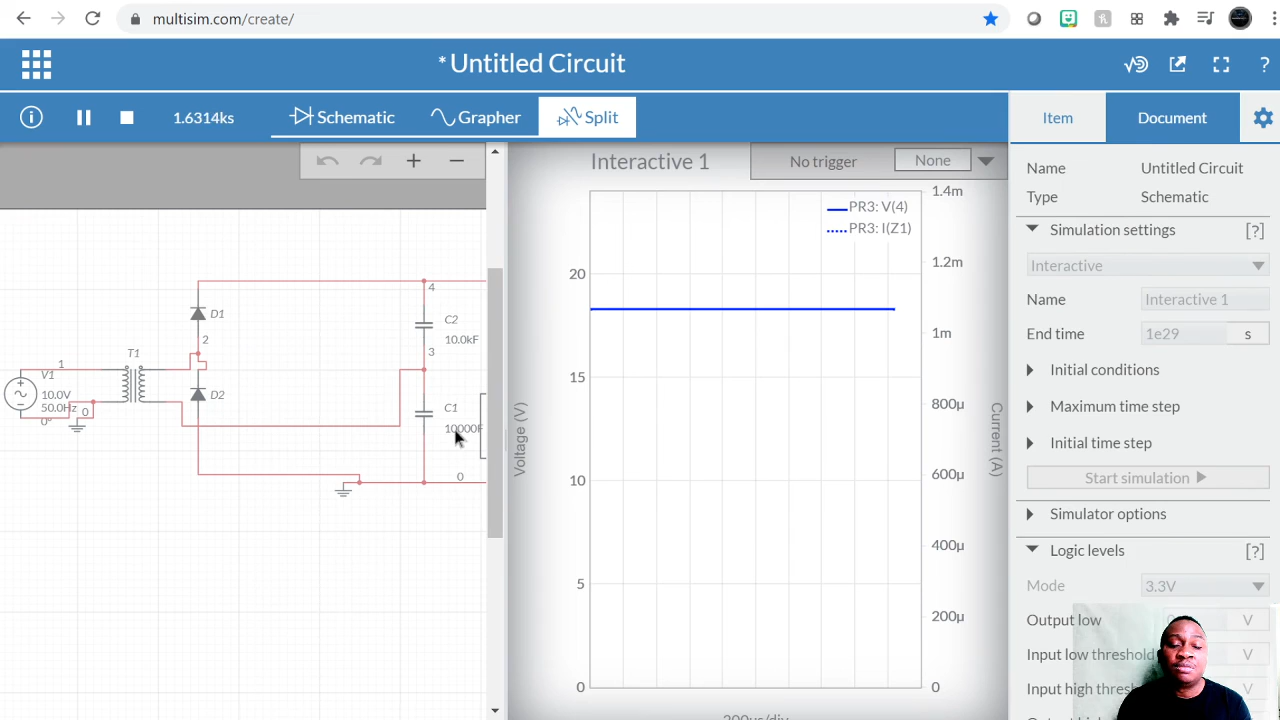 multisim.com/create/
* Untitled Circuit
?
1.6314ks
Schematic
Grapher
Split
Item
Document
Interactive 1
No trigger
None
PR3: V(4)
PR3: I(Z1)
20
15
10
5
0
Voltage (V)
1.4m
1.2m
1m
800µ
600µ
400µ
200µ
0
Current (A)
200us/div
D1
2
D2
T1
1
V1
10.0V
50.0Hz
0°
0
4
C2
10.0kF
3
C1
10000F
0
Name Untitled Circuit
Type Schematic
Simulation settings [?]
Interactive
Name Interactive 1
End time 1e29 s
Initial conditions
Maximum time step
Initial time step
Start simulation
Simulator options
Logic levels [?]
Mode 3.3V
Output low V
Input low threshold V
Input high thres V